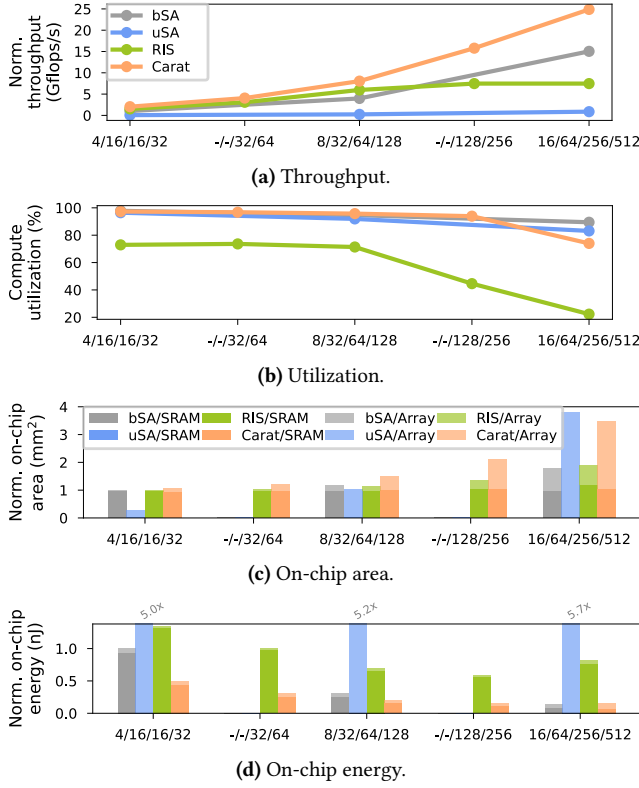 Norm.
throughput
(Gflops/s)
25
20
15
10
5
0
bSA
uSA
RIS
Carat
4/16/16/32 -/-/32/64 8/32/64/128 -/-/128/256 16/64/256/512
(a) Throughput.
Compute
utilization (%)
100
80
60
40
20
4/16/16/32 -/-/32/64 8/32/64/128 -/-/128/256 16/64/256/512
(b) Utilization.
Norm. on-chip
area (mm²)
4
3
2
1
0
bSA/SRAM RIS/SRAM bSA/Array RIS/Array
uSA/SRAM Carat/SRAM uSA/Array Carat/Array
4/16/16/32 -/-/32/64 8/32/64/128 -/-/128/256 16/64/256/512
(c) On-chip area.
Norm. on-chip
energy (nJ)
5.0x 5.2x 5.7x
1.0
0.5
0.0
4/16/16/32 -/-/32/64 8/32/64/128 -/-/128/256 16/64/256/512
(d) On-chip energy.